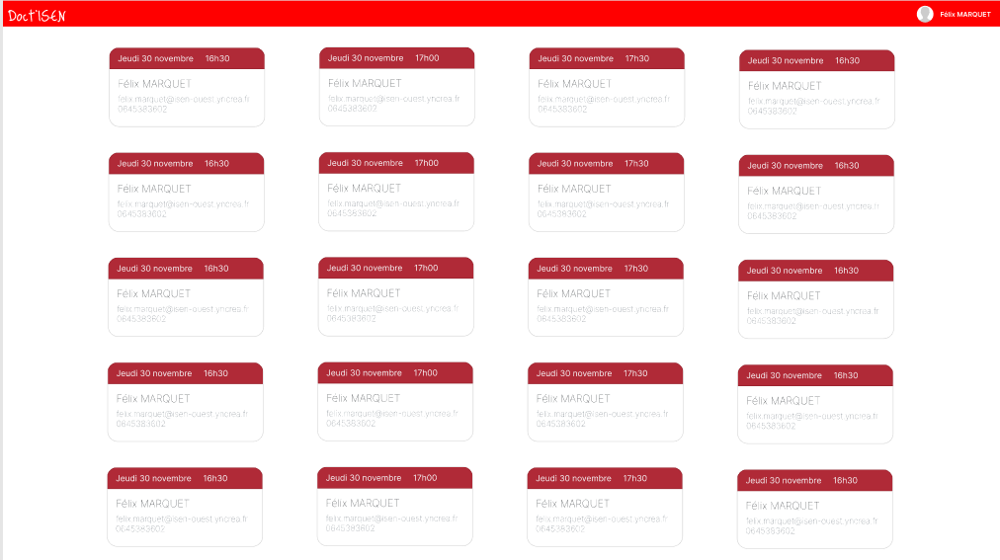 Doct'ISEN
Félix MARQUET
Jeudi 30 novembre 16h30
Félix MARQUET
felix.marquet@isen-ouest.yncrea.fr
0645383602
Jeudi 30 novembre 17h00
Félix MARQUET
felix.marquet@isen-ouest.yncrea.fr
0645383602
Jeudi 30 novembre 17h30
Félix MARQUET
felix.marquet@isen-ouest.yncrea.fr
0645383602
Jeudi 30 novembre 16h30
Félix MARQUET
felix.marquet@isen-ouest.yncrea.fr
0645383602
Jeudi 30 novembre 16h30
Félix MARQUET
felix.marquet@isen-ouest.yncrea.fr
0645383602
Jeudi 30 novembre 17h00
Félix MARQUET
felix.marquet@isen-ouest.yncrea.fr
0645383602
Jeudi 30 novembre 17h30
Félix MARQUET
felix.marquet@isen-ouest.yncrea.fr
0645383602
Jeudi 30 novembre 16h30
Félix MARQUET
felix.marquet@isen-ouest.yncrea.fr
0645383602
Jeudi 30 novembre 16h30
Félix MARQUET
felix.marquet@isen-ouest.yncrea.fr
0645383602
Jeudi 30 novembre 17h00
Félix MARQUET
felix.marquet@isen-ouest.yncrea.fr
0645383602
Jeudi 30 novembre 17h30
Félix MARQUET
felix.marquet@isen-ouest.yncrea.fr
0645383602
Jeudi 30 novembre 16h30
Félix MARQUET
felix.marquet@isen-ouest.yncrea.fr
0645383602
Jeudi 30 novembre 16h30
Félix MARQUET
felix.marquet@isen-ouest.yncrea.fr
0645383602
Jeudi 30 novembre 17h00
Félix MARQUET
felix.marquet@isen-ouest.yncrea.fr
0645383602
Jeudi 30 novembre 17h30
Félix MARQUET
felix.marquet@isen-ouest.yncrea.fr
0645383602
Jeudi 30 novembre 16h30
Félix MARQUET
felix.marquet@isen-ouest.yncrea.fr
0645383602
Jeudi 30 novembre 16h30
Félix MARQUET
felix.marquet@isen-ouest.yncrea.fr
0645383602
Jeudi 30 novembre 17h00
Félix MARQUET
felix.marquet@isen-ouest.yncrea.fr
0645383602
Jeudi 30 novembre 17h30
Félix MARQUET
felix.marquet@isen-ouest.yncrea.fr
0645383602
Jeudi 30 novembre 16h30
Félix MARQUET
felix.marquet@isen-ouest.yncrea.fr
0645383602